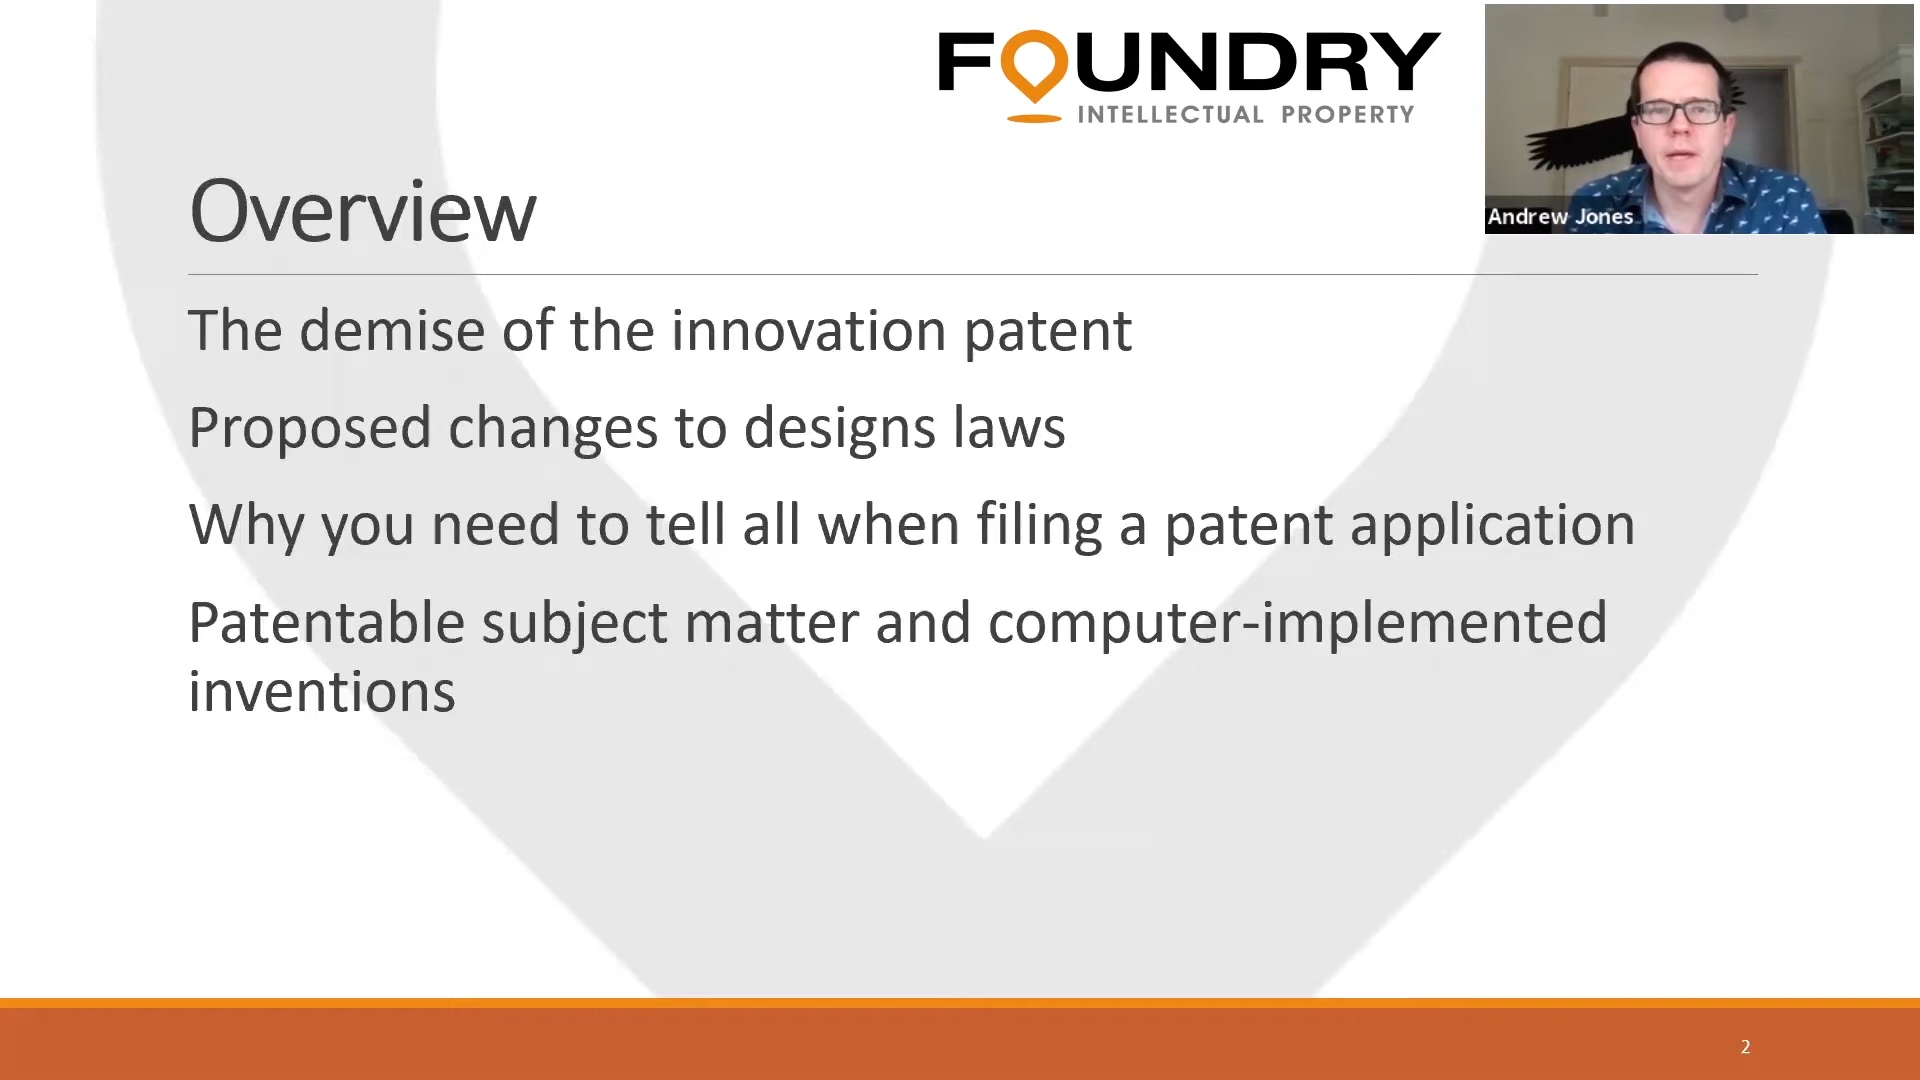 FOUNDRY
INTELLECTUAL PROPERTY
Andrew Jones
Overview
The demise of the innovation patent
Proposed changes to designs laws
Why you need to tell all when filing a patent application
Patentable subject matter and computer-implemented
inventions
2